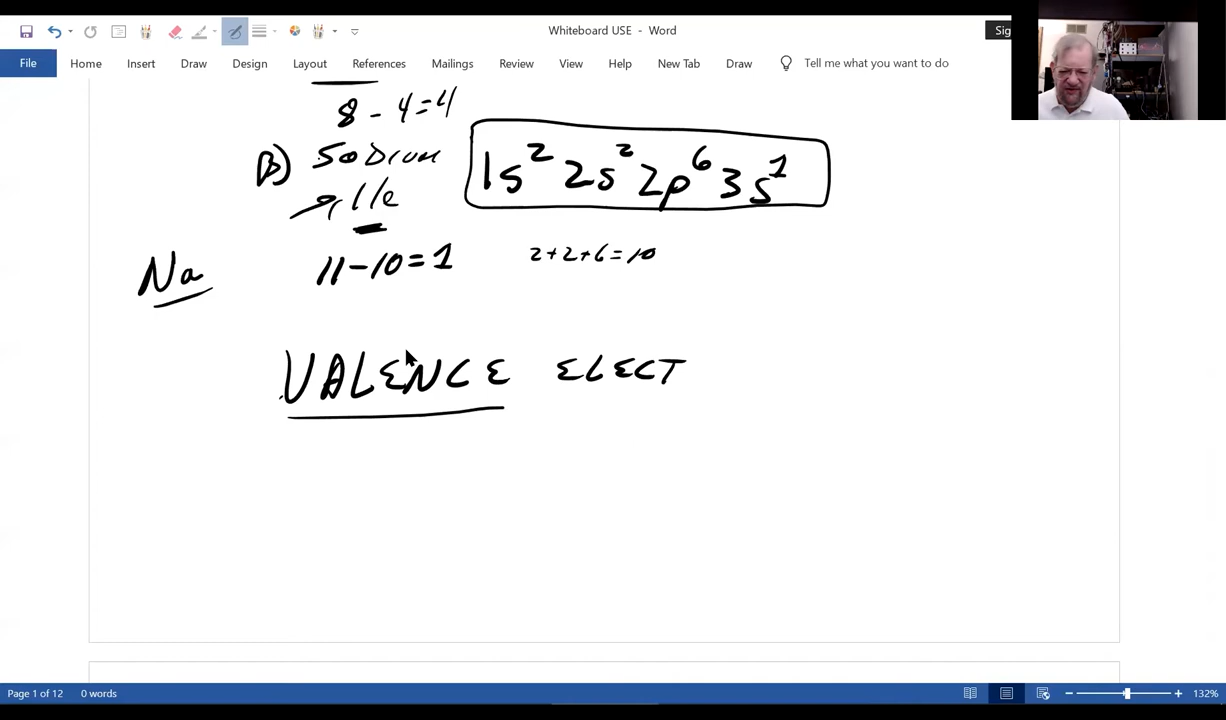 Whiteboard USE - Word
Sig
File Home Insert Draw Design Layout References Mailings Review View Help New Tab Draw Tell me what you want to do
8 - 4 = 4
B) SODium 1s² 2s² 2p⁶ 3s¹
11e
11 - 10 = 1 2 + 2 + 6 = 10
Na
VALENCE ELECT
Page 1 of 12 0 words 132%